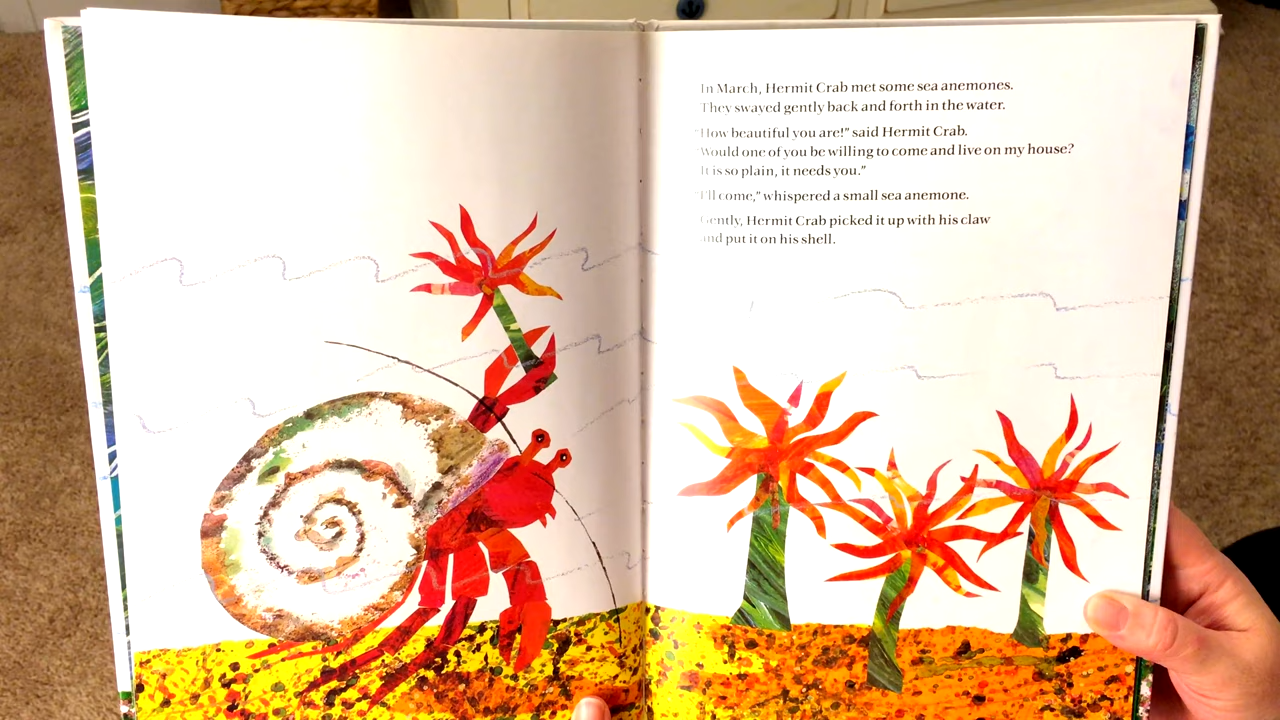 In March, Hermit Crab met some sea anemones.
They swayed gently back and forth in the water.
"How beautiful you are!" said Hermit Crab.
"Would one of you be willing to come and live on my house?
It is so plain, it needs you."
"I'll come," whispered a small sea anemone.
Gently, Hermit Crab picked it up with his claw
and put it on his shell.